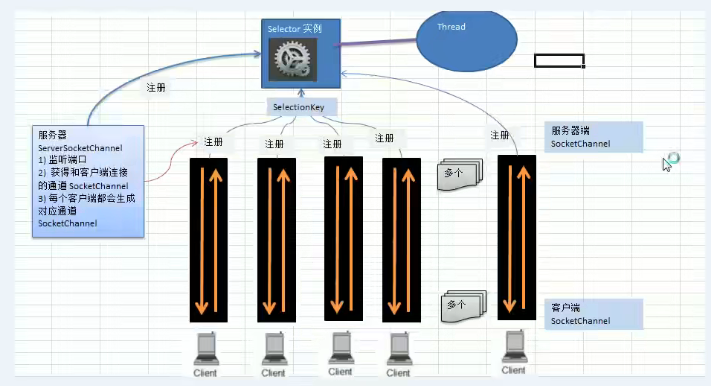 Selector 实例
Thread
注册
SelectionKey
服务器
ServerSocketChannel
1) 监听端口
2) 获得和客户端连接
的通道 SocketChannel
3) 每个客户端都会生成
对应通道
SocketChannel
注册
注册
注册
注册
注册
服务器端
SocketChannel
多个
多个
客户端
SocketChannel
Client
Client
Client
Client
Client